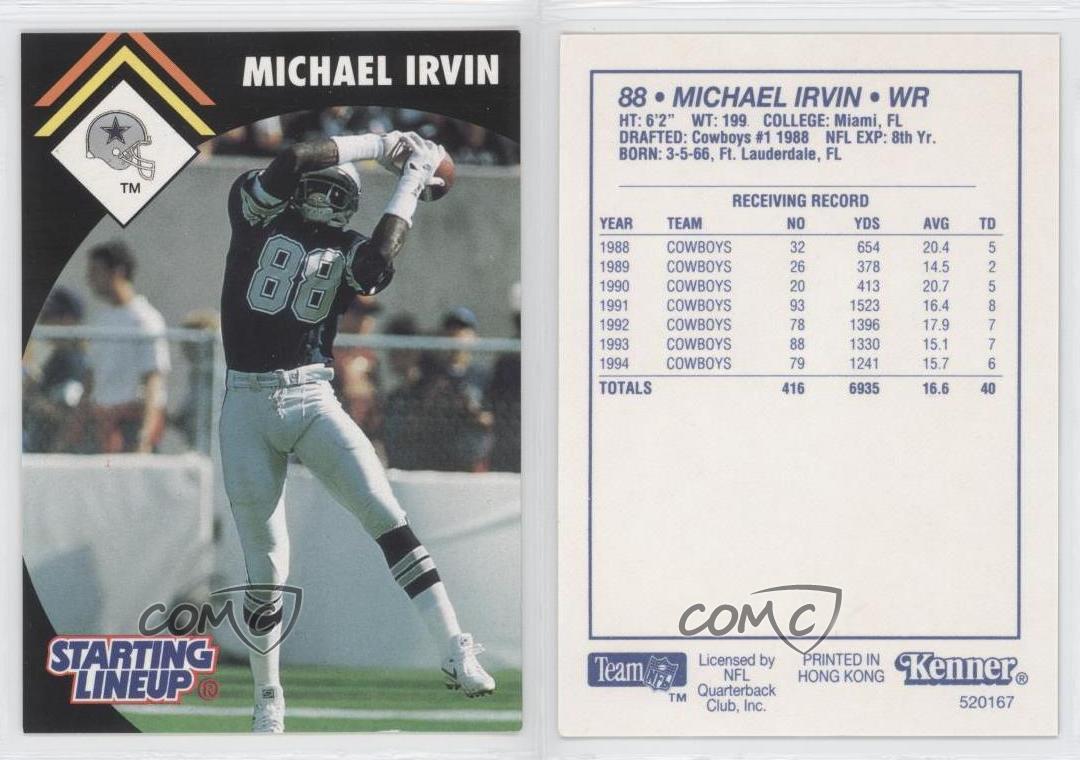 MICHAEL IRVIN
TM
88
COMC
STARTING
LINEUP®
88 • MICHAEL IRVIN • WR
HT: 6'2" WT: 199 COLLEGE: Miami, FL
DRAFTED: Cowboys #1 1988 NFL EXP: 8th Yr.
BORN: 3-5-66, Ft. Lauderdale, FL
RECEIVING RECORD
YEAR TEAM NO YDS AVG TD
1988 COWBOYS 32 654 20.4 5
1989 COWBOYS 26 378 14.5 2
1990 COWBOYS 20 413 20.7 5
1991 COWBOYS 93 1523 16.4 8
1992 COWBOYS 78 1396 17.9 7
1993 COWBOYS 88 1330 15.1 7
1994 COWBOYS 79 1241 15.7 6
TOTALS 416 6935 16.6 40
COMC
Team NFL TM
Licensed by
NFL
Quarterback
Club, Inc.
PRINTED IN
HONG KONG
Kenner®
520167